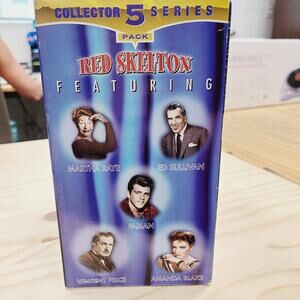 COLLECTOR 5 SERIES
PACK
RED SKELTON
FEATURING
MARTHA RAYE
ED SULLIVAN
FABIAN
VINCENT PRICE
AMANDA BLAKE